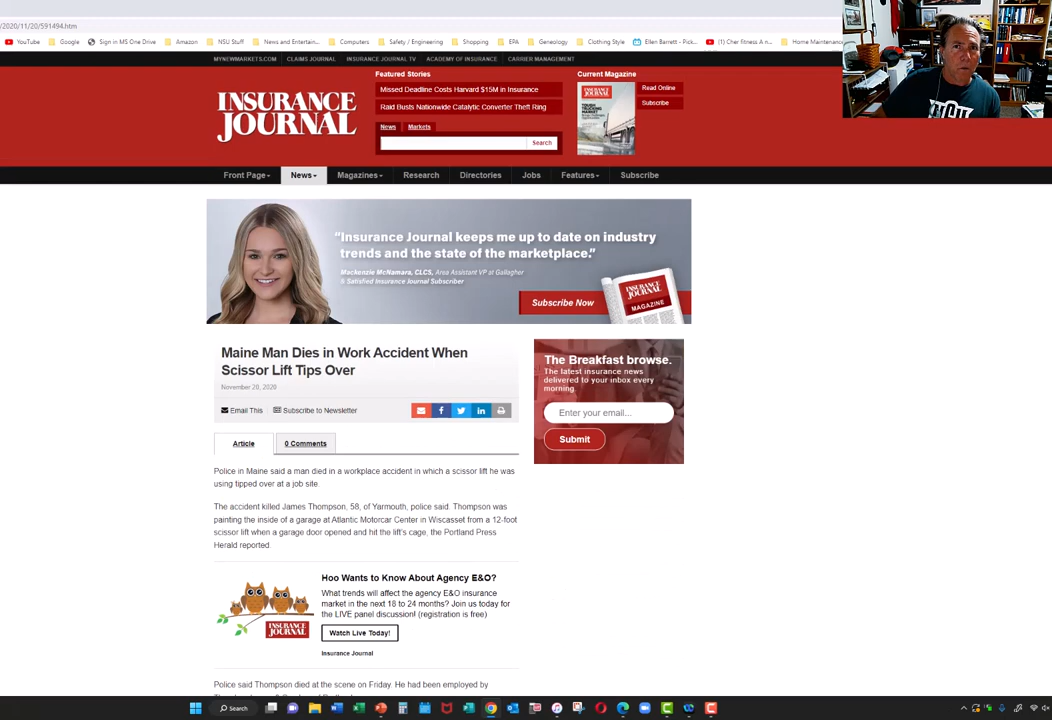 /2020/11/20/591494.htm
YouTube Google Sign in MS One Drive Amazon NSU Stuff News and Entertain... Computers Safety / Engineering Shopping EPA Geneology Clothing Style Ellen Barrett - Pick... (1) Cher Fitness A n... Home Maintenance
MYNEWMARKETS.COM CLAIMS JOURNAL INSURANCE JOURNAL TV ACADEMY OF INSURANCE CARRIER MANAGEMENT
INSURANCE
JOURNAL
Featured Stories
Missed Deadline Costs Harvard $15M in Insurance
Raid Busts Nationwide Catalytic Converter Theft Ring
News Markets
Search
Current Magazine
INSURANCE JOURNAL
Read Online
Subscribe
Front Page News Magazines Research Directories Jobs Features Subscribe
“Insurance Journal keeps me up to date on industry
trends and the state of the marketplace.”
Mackenzie McNamara, CLCS, Area Assistant VP at Gallagher
& Satisfied Insurance Journal Subscriber
Subscribe Now
INSURANCE
JOURNAL
MAGAZINE
Maine Man Dies in Work Accident When
Scissor Lift Tips Over
November 20, 2020
Email This Subscribe to Newsletter
Article 0 Comments
Police in Maine said a man died in a workplace accident in which a scissor lift he was
using tipped over at a job site.
The accident killed James Thompson, 58, of Yarmouth, police said. Thompson was
painting the inside of a garage at Atlantic Motorcar Center in Wiscasset from a 12-foot
scissor lift when a garage door opened and hit the lift’s cage, the Portland Press
Herald reported.
The Breakfast browse.
The latest insurance news
delivered to your inbox every
morning.
Enter your email...
Submit
Hoo Wants to Know About Agency E&O?
What trends will affect the agency E&O insurance
market in the next 18 to 24 months? Join us today for
the LIVE panel discussion! (registration is free)
Watch Live Today!
Insurance Journal
INSURANCE
JOURNAL
Police said Thompson died at the scene on Friday. He had been employed by
Search